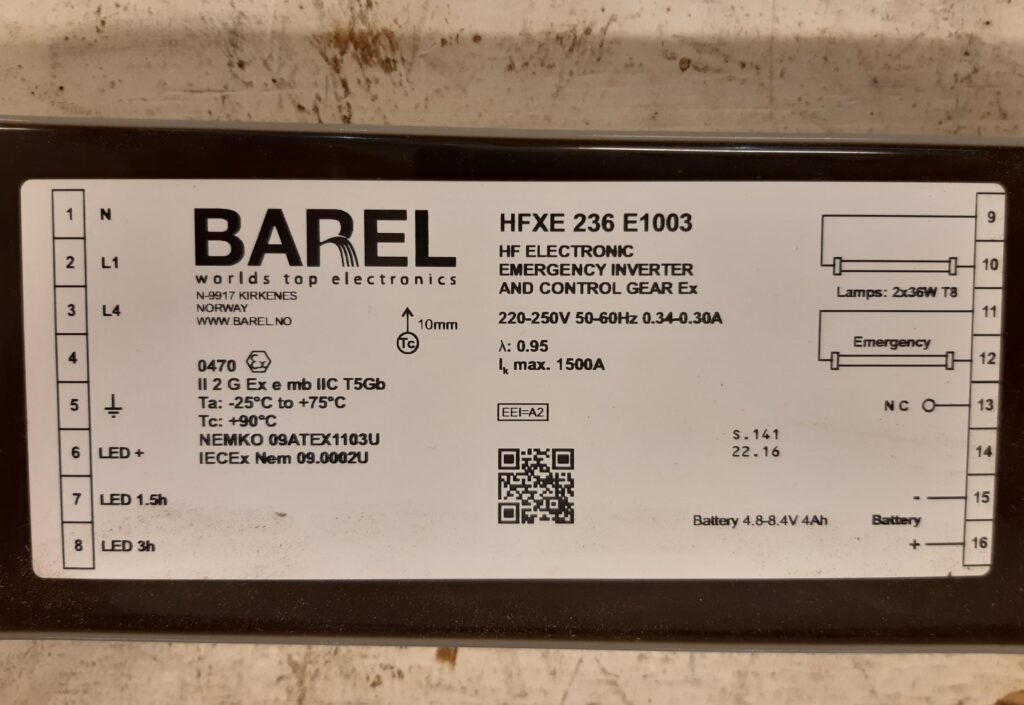 1 N
2 L1
3 L4
4
5
6 LED +
7 LED 1.5h
8 LED 3h
BAREL
worlds top electronics
N-9917 KIRKENES
NORWAY
WWW.BAREL.NO
10mm
Tc
0470 Ex
II 2 G Ex e mb IIC T5Gb
Ta: -25°C to +75°C
Tc: +90°C
NEMKO 09ATEX1103U
IECEx Nem 09.0002U
HFXE 236 E1003
HF ELECTRONIC
EMERGENCY INVERTER
AND CONTROL GEAR Ex
220-250V 50-60Hz 0.34-0.30A
λ: 0.95
Ik max. 1500A
EEI=A2
S.141
22.16
9
10
Lamps: 2x36W T8
11
Emergency
12
NC 13
14
- 15
Battery 4.8-8.4V 4Ah Battery
+ 16